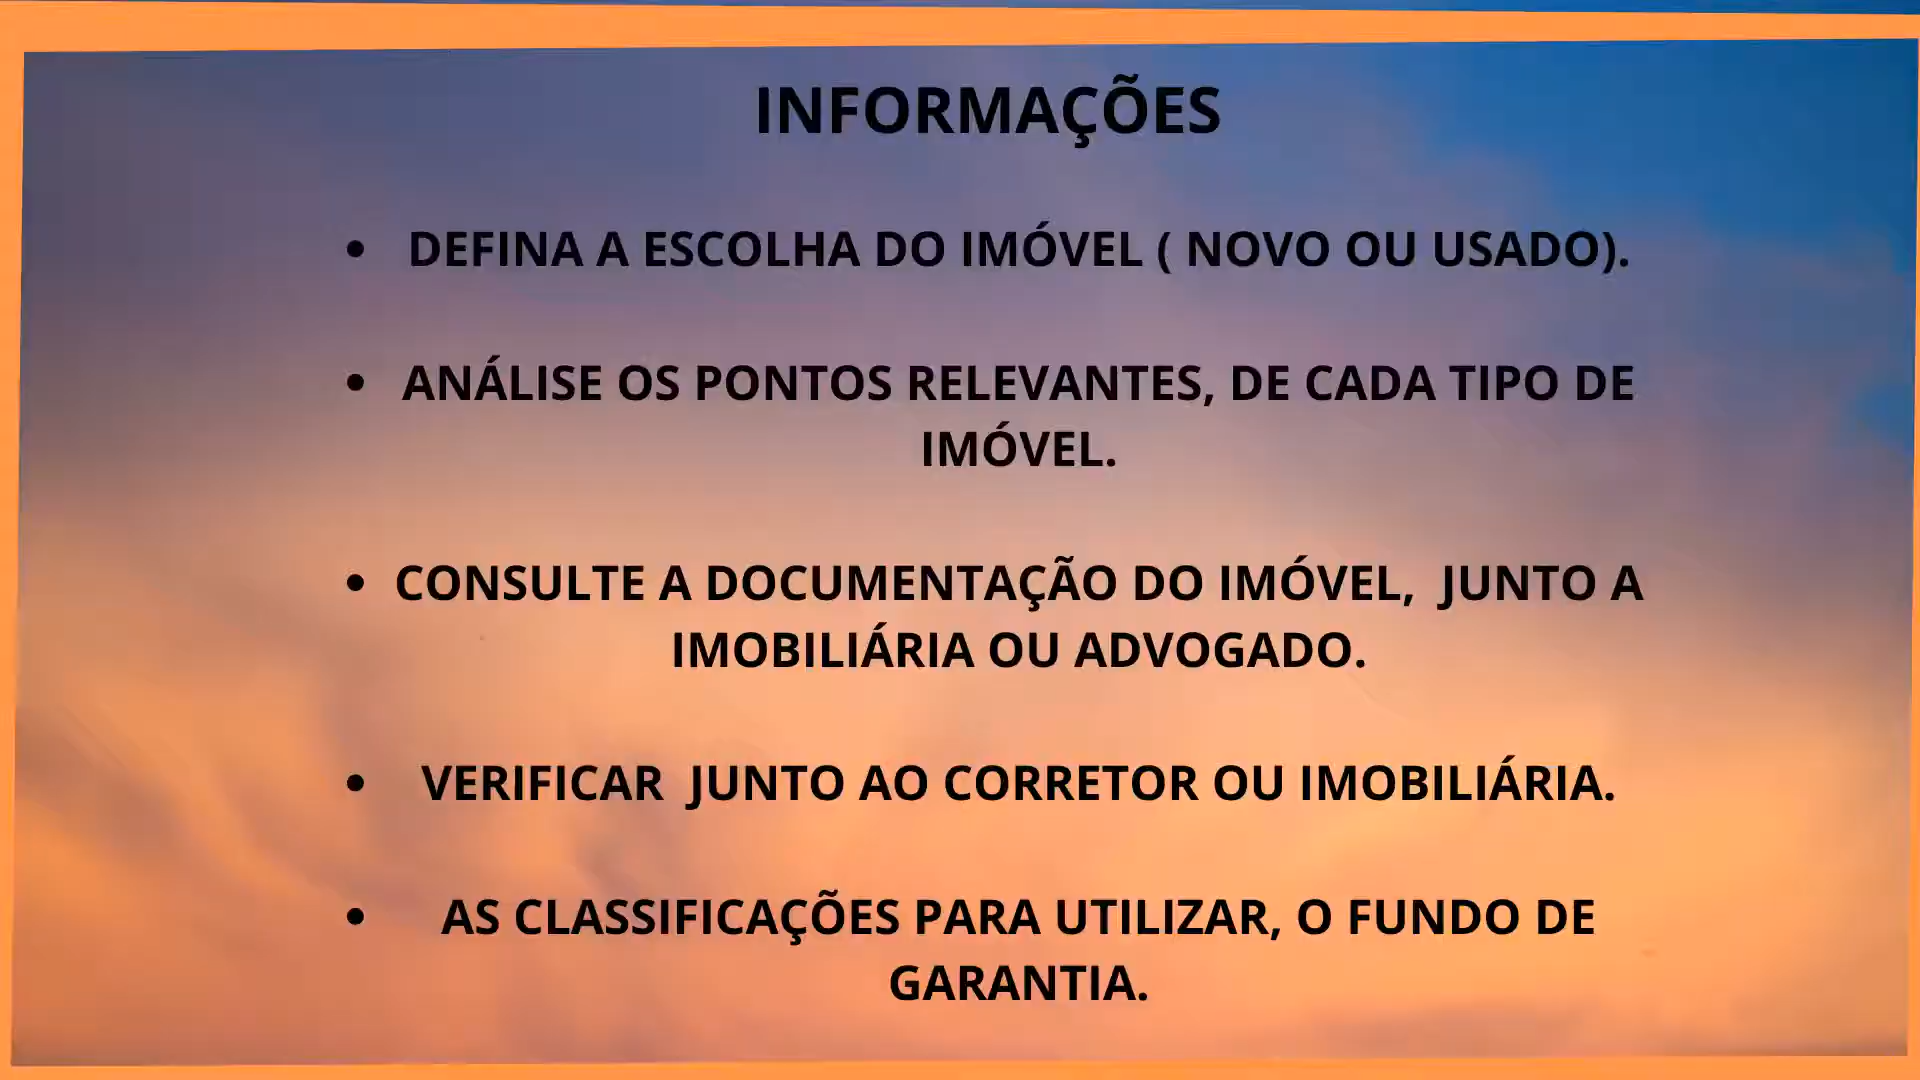 INFORMAÇÕES
• DEFINA A ESCOLHA DO IMÓVEL ( NOVO OU USADO).
• ANÁLISE OS PONTOS RELEVANTES, DE CADA TIPO DE
IMÓVEL.
• CONSULTE A DOCUMENTAÇÃO DO IMÓVEL, JUNTO A
IMOBILIÁRIA OU ADVOGADO.
• VERIFICAR JUNTO AO CORRETOR OU IMOBILIÁRIA.
• AS CLASSIFICAÇÕES PARA UTILIZAR, O FUNDO DE
GARANTIA.